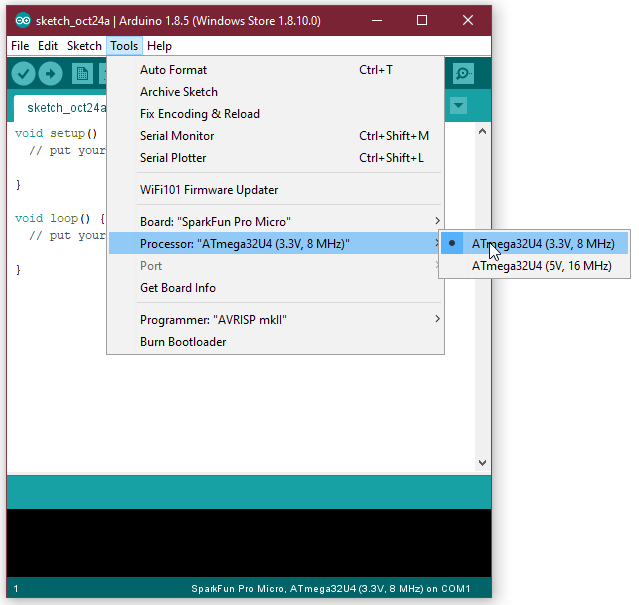 sketch_oct24a | Arduino 1.8.5 (Windows Store 1.8.10.0)
File Edit Sketch Tools Help
sketch_oct24a
void setup()
// put your
}
void loop() {
// put your
}
Auto Format Ctrl+T
Archive Sketch
Fix Encoding & Reload
Serial Monitor Ctrl+Shift+M
Serial Plotter Ctrl+Shift+L
WiFi101 Firmware Updater
Board: "SparkFun Pro Micro"
Processor: "ATmega32U4 (3.3V, 8 MHz)"
Port
Get Board Info
Programmer: "AVRISP mkII"
Burn Bootloader
ATmega32U4 (3.3V, 8 MHz)
ATmega32U4 (5V, 16 MHz)
1 SparkFun Pro Micro, ATmega32U4 (3.3V, 8 MHz) on COM1